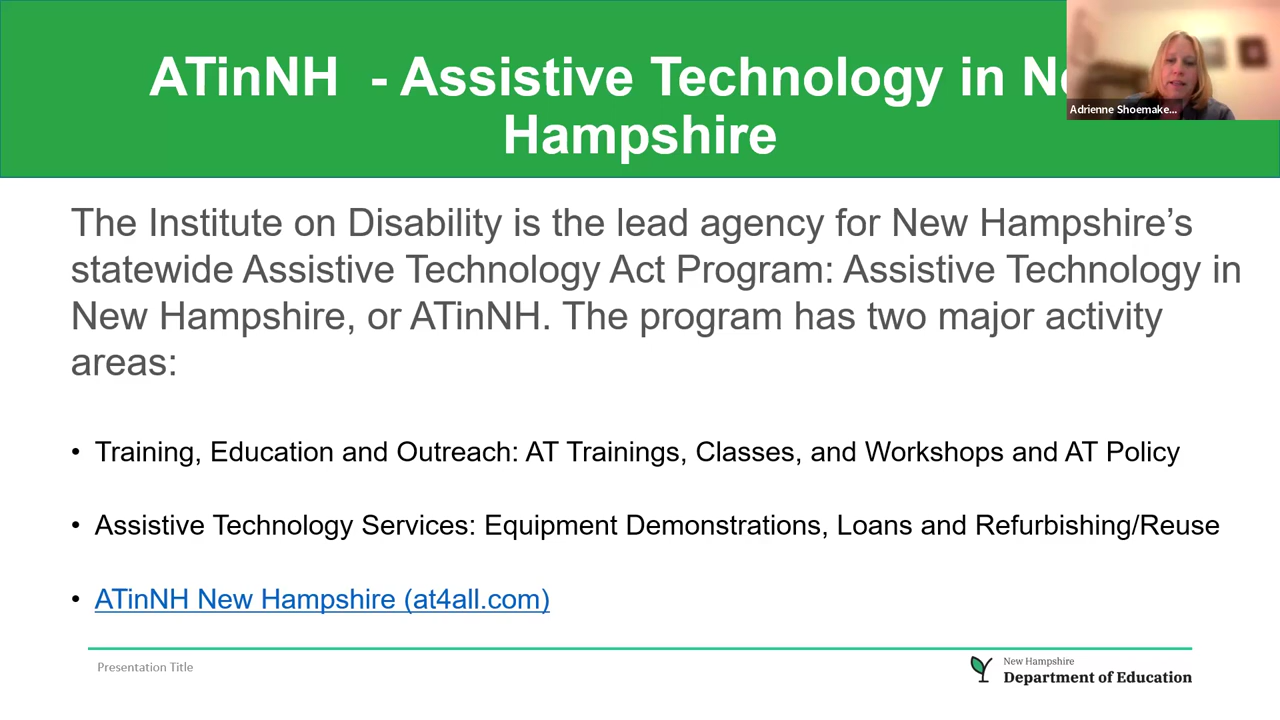 ATinNH - Assistive Technology in
Hampshire
Adrienne Shoemake...
The Institute on Disability is the lead agency for New Hampshire’s
statewide Assistive Technology Act Program: Assistive Technology in
New Hampshire, or ATinNH. The program has two major activity
areas:
• Training, Education and Outreach: AT Trainings, Classes, and Workshops and AT Policy
• Assistive Technology Services: Equipment Demonstrations, Loans and Refurbishing/Reuse
• ATinNH New Hampshire (at4all.com)
Presentation Title
New Hampshire
Department of Education